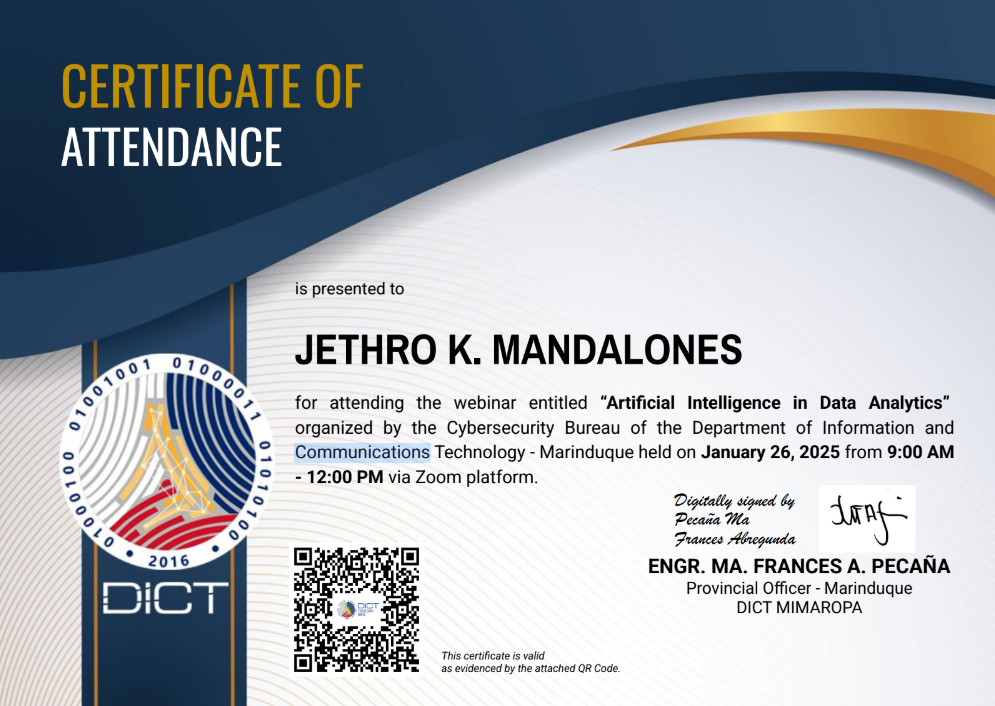 CERTIFICATE OF
ATTENDANCE
is presented to
JETHRO K. MANDALONES
for attending the webinar entitled “Artificial Intelligence in Data Analytics”
organized by the Cybersecurity Bureau of the Department of Information and
Communications Technology - Marinduque held on January 26, 2025 from 9:00 AM
- 12:00 PM via Zoom platform.
01000100 01001001 01000011 01010100
2016
DICT
Digitally signed by
Pecaña Ma
Frances Abregunda
ENGR. MA. FRANCES A. PECAÑA
Provincial Officer - Marinduque
DICT MIMAROPA
DICT
This certificate is valid
as evidenced by the attached QR Code.